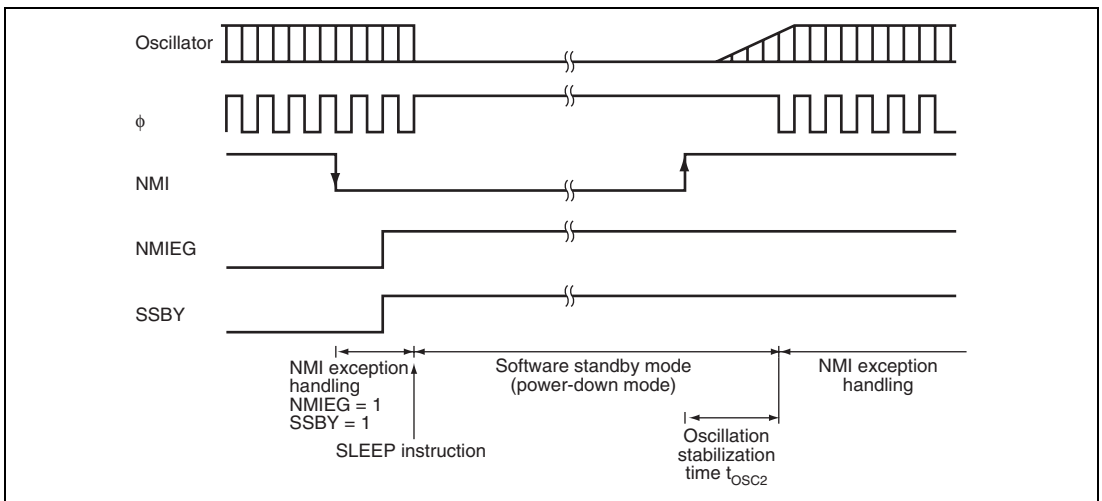 Oscillator
ϕ
NMI
NMIEG
SSBY
NMI exception
handling
NMIEG = 1
SSBY = 1
SLEEP instruction
Software standby mode
(power-down mode)
Oscillation
stabilization
time tOSC2
NMI exception
handling